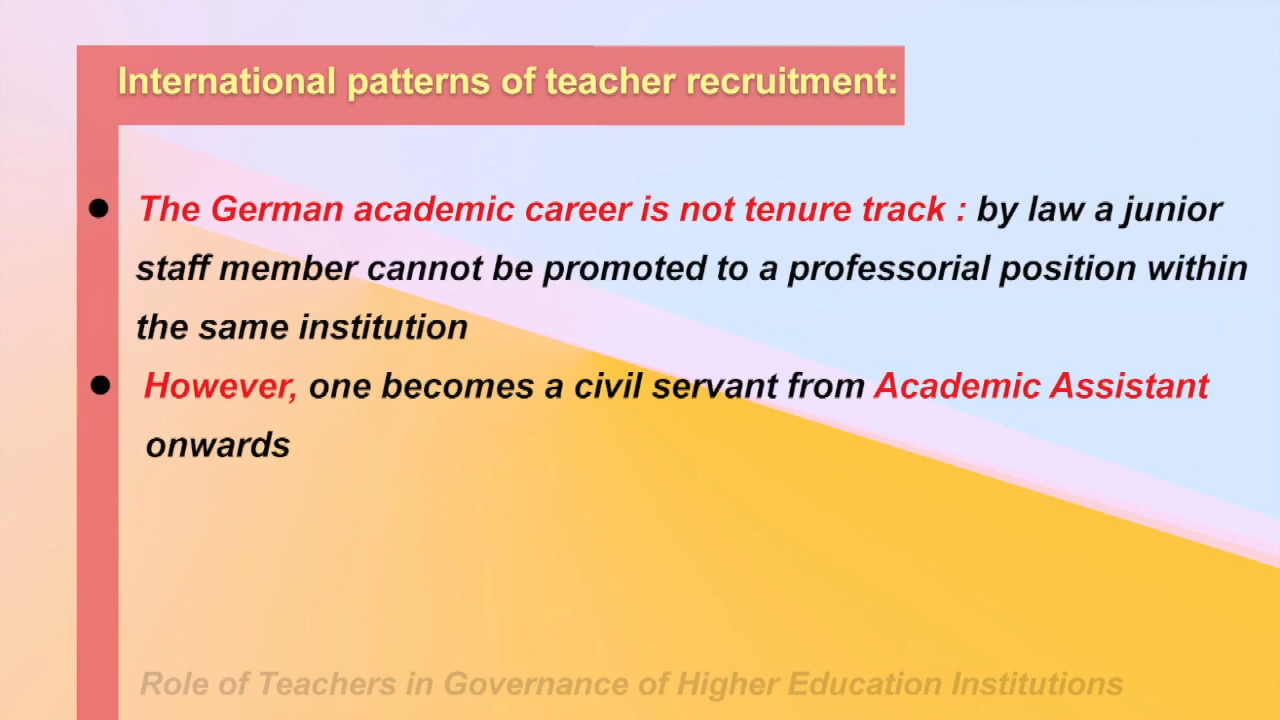 International patterns of teacher recruitment:
● The German academic career is not tenure track : by law a junior
staff member cannot be promoted to a professorial position within
the same institution
● However, one becomes a civil servant from Academic Assistant
onwards
Role of Teachers in Governance of Higher Education Institutions